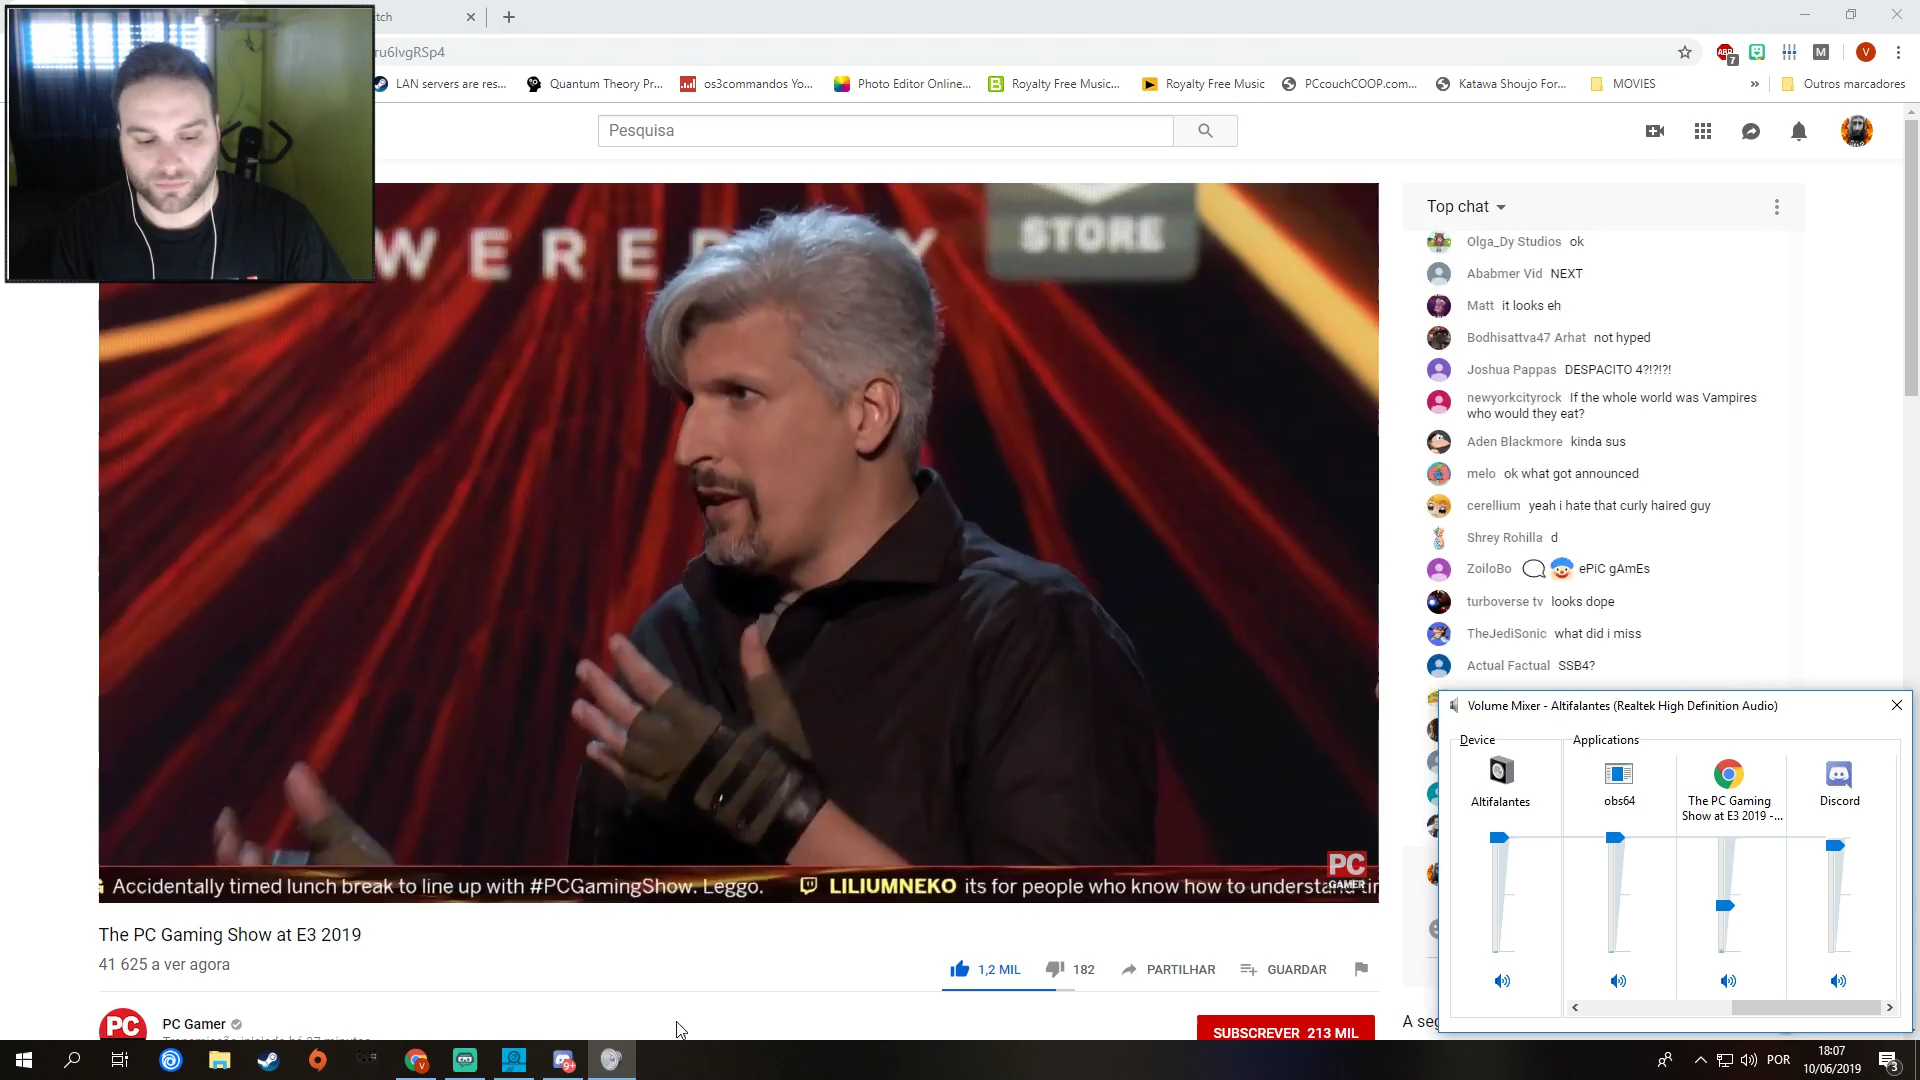 itch
ru6lvgRSp4
LAN servers are res...
Quantum Theory Pr...
os3commandos Yo...
Photo Editor Online...
Royalty Free Music...
Royalty Free Music
PCcouchCOOP.com...
Katawa Shoujo For...
MOVIES
Outros marcadores
ABP
7
M
V
Pesquisa
WERED
Y
STORE
Top chat
Olga_Dy Studios ok
Ababmer Vid NEXT
Matt it looks eh
Bodhisattva47 Arhat not hyped
Joshua Pappas DESPACITO 4?!?!?!
newyorkcityrock If the whole world was Vampires
who would they eat?
Aden Blackmore kinda sus
melo ok what got announced
cerellium yeah i hate that curly haired guy
Shrey Rohilla d
ZoiloBo ePiC gAmEs
turboverse tv looks dope
TheJediSonic what did i miss
Actual Factual SSB4?
Volume Mixer - Altifalantes (Realtek High Definition Audio)
Device
Applications
Altifalantes
obs64
The PC Gaming
Show at E3 2019 -...
Discord
PC
GAMER
Accidentally timed lunch break to line up with #PCGamingShow. Leggo.
LILIUMNEKO its for people who know how to understand
The PC Gaming Show at E3 2019
41 625 a ver agora
1,2 MIL
182
PARTILHAR
GUARDAR
PC
PC Gamer
SUBSCREVER 213 MIL
A seg
V
9+
POR
18:07
10/06/2019
3